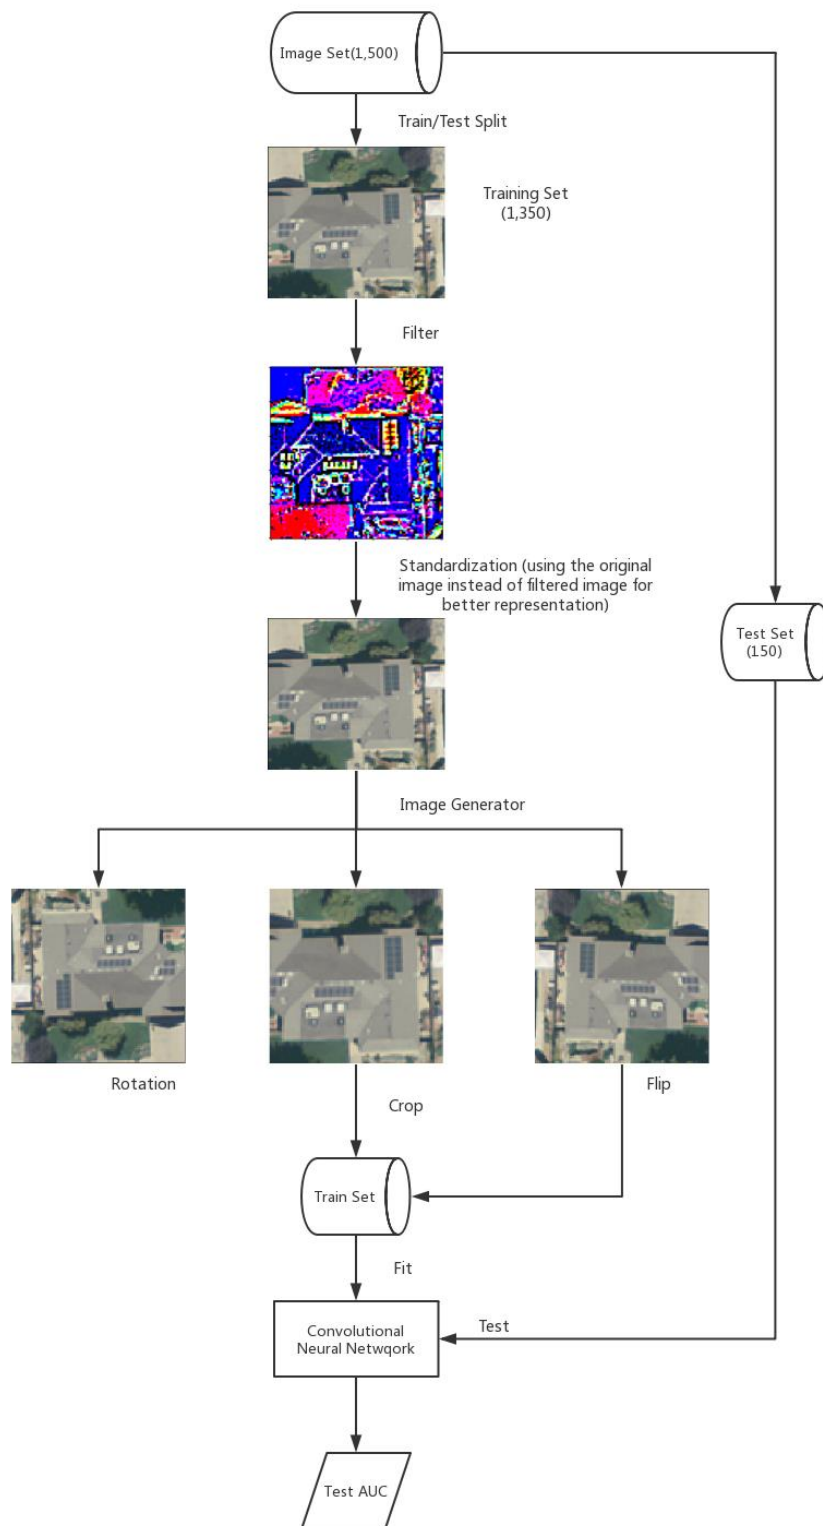 Image Set(1,500)
Train/Test Split
Training Set
(1,350)
Filter
Standardization (using the original
image instead of filtered image for
better representation)
Test Set
(150)
Image Generator
Rotation
Crop
Flip
Train Set
Fit
Convolutional
Neural Netwqork
Test
Test AUC